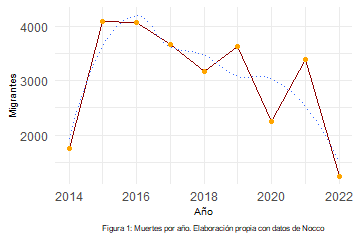 4000
3000
2000
Migrantes
2014 2016 2018 2020 2022
Año
Figura 1: Muertes por año. Elaboración propia con datos de Nocco